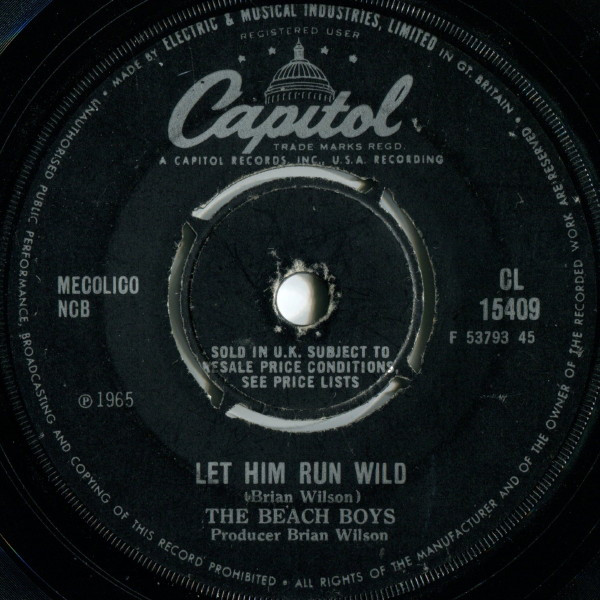 MADE BY ELECTRIC & MUSICAL INDUSTRIES, LIMITED IN GT. BRITAIN •
REGISTERED USER
Capitol
TRADE MARKS REGD.
A CAPITOL RECORDS, INC., U.S.A. RECORDING
MECOLICO
NCB
CL
15409
F 53793 45
SOLD IN U.K. SUBJECT TO
RESALE PRICE CONDITIONS,
SEE PRICE LISTS
℗ 1965
LET HIM RUN WILD
(Brian Wilson)
THE BEACH BOYS
Producer Brian Wilson
UNAUTHORISED PUBLIC PERFORMANCE, BROADCASTING AND COPYING OF THIS RECORD PROHIBITED • ALL RIGHTS OF THE MANUFACTURER AND OF THE OWNER OF THE RECORDED WORK ARE RESERVED